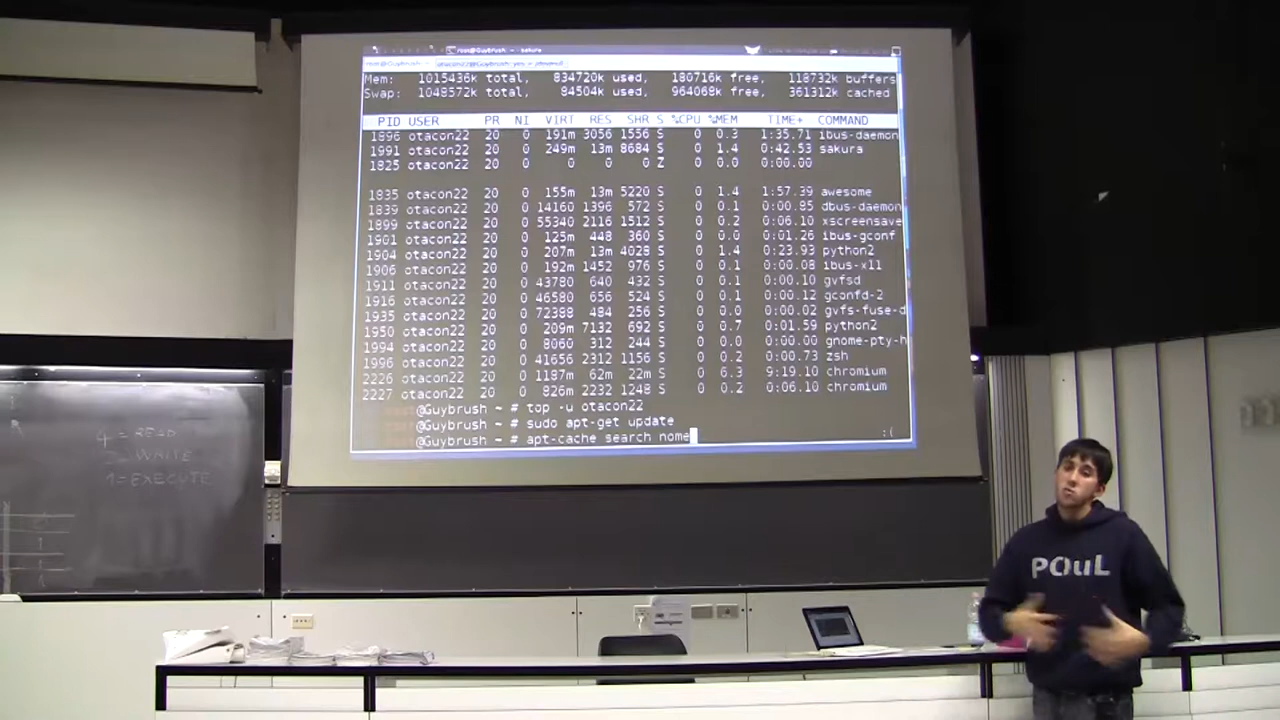 root@Guybrush ~ sakura
root@Guybrush: ~ otacon22@Guybrush: yes > /dev/null
Mem: 1015436k total, 834720k used, 180716k free, 118732k buffers
Swap: 1048572k total, 84504k used, 964068k free, 361312k cached
PID USER PR NI VIRT RES SHR S %CPU %MEM TIME+ COMMAND
1896 otacon22 20 0 191m 3056 1556 S 0 0.3 1:35.71 ibus-daemon
1991 otacon22 20 0 249m 13m 8684 S 0 1.4 0:42.53 sakura
1825 otacon22 20 0 0 0 0 Z 0 0.0 0:00.00
1835 otacon22 20 0 155m 13m 5220 S 0 1.4 1:57.39 awesome
1839 otacon22 20 0 14160 1396 572 S 0 0.1 0:00.85 dbus-daemon
1899 otacon22 20 0 55340 2116 1512 S 0 0.2 0:06.10 xscreensave
1901 otacon22 20 0 125m 448 360 S 0 0.0 0:01.26 ibus-gconf
1904 otacon22 20 0 207m 13m 4028 S 0 1.4 0:23.93 python2
1906 otacon22 20 0 192m 1452 976 S 0 0.1 0:00.08 ibus-x11
1911 otacon22 20 0 43780 640 432 S 0 0.1 0:00.10 gvfsd
1916 otacon22 20 0 46580 656 524 S 0 0.1 0:00.12 gconfd-2
1935 otacon22 20 0 72388 484 256 S 0 0.0 0:00.02 gvfs-fuse-d
1950 otacon22 20 0 209m 7132 692 S 0 0.7 0:01.59 python2
1994 otacon22 20 0 8060 312 244 S 0 0.0 0:00.00 gnome-pty-h
1996 otacon22 20 0 41656 2312 1156 S 0 0.2 0:00.73 zsh
2226 otacon22 20 0 1187m 62m 22m S 0 6.3 9:19.10 chromium
2227 otacon22 20 0 826m 2232 1248 S 0 0.2 0:06.10 chromium
root@Guybrush ~ # top -u otacon22
root@Guybrush ~ # sudo apt-get update
root@Guybrush ~ # apt-cache search nome :(
4 = READ
2 = WRITE
1 = EXECUTE
POuL